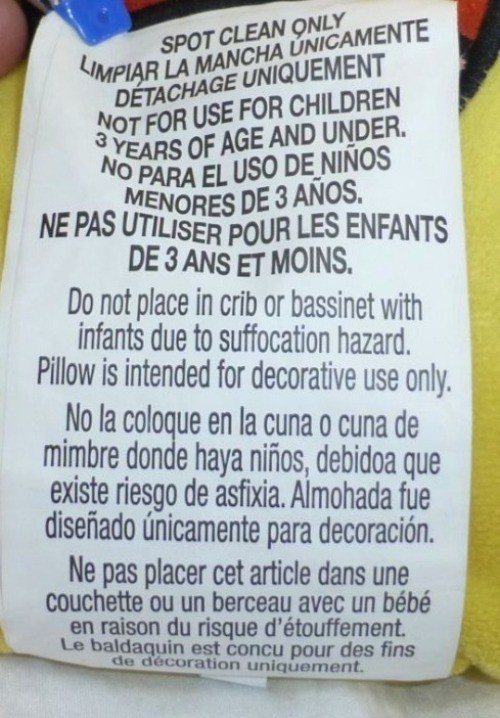 SPOT CLEAN ONLY
LIMPIAR LA MANCHA ÚNICAMENTE
DÉTACHAGE UNIQUEMENT
NOT FOR USE FOR CHILDREN
3 YEARS OF AGE AND UNDER.
NO PARA EL USO DE NIÑOS
MENORES DE 3 AÑOS.
NE PAS UTILISER POUR LES ENFANTS
DE 3 ANS ET MOINS.
Do not place in crib or bassinet with
infants due to suffocation hazard.
Pillow is intended for decorative use only.
No la coloque en la cuna o cuna de
mimbre donde haya niños, debidoa que
existe riesgo de asfixia. Almohada fue
diseñado únicamente para decoración.
Ne pas placer cet article dans une
couchette ou un berceau avec un bébé
en raison du risque d'étouffement.
Le baldaquin est concu pour des fins
de décoration uniquement.